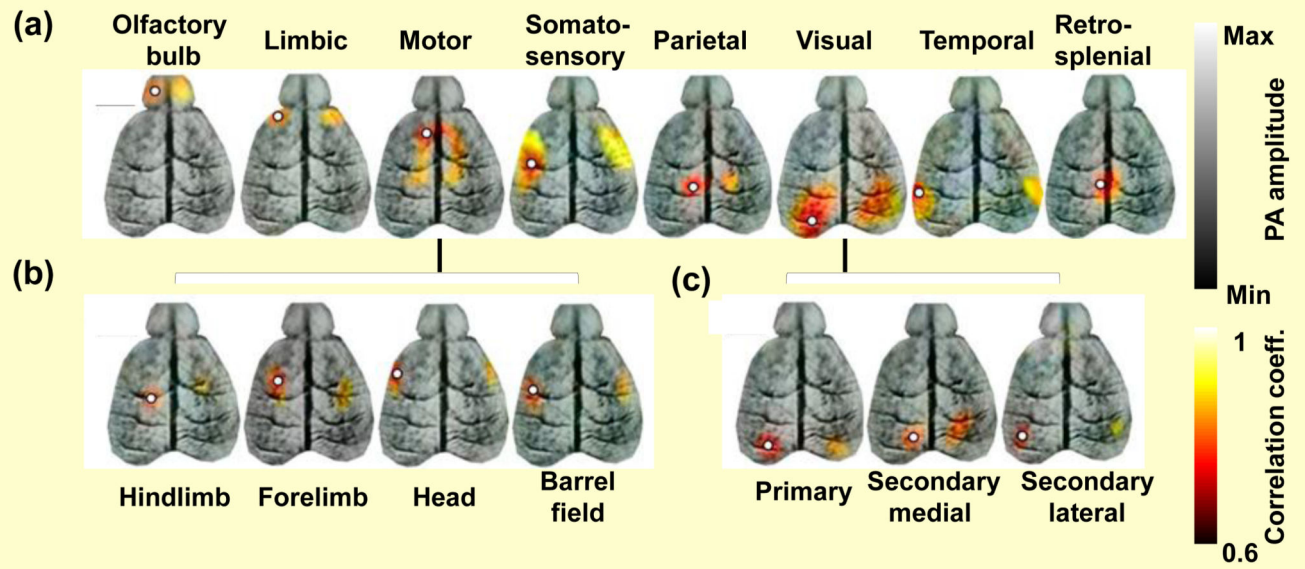 (a)
Olfactory
bulb
Limbic
Motor
Somato-
sensory
Parietal
Visual
Temporal
Retro-
splenial
Max
PA amplitude
Min
(b)
(c)
1
Correlation coeff.
0.6
Hindlimb
Forelimb
Head
Barrel
field
Primary
Secondary
medial
Secondary
lateral